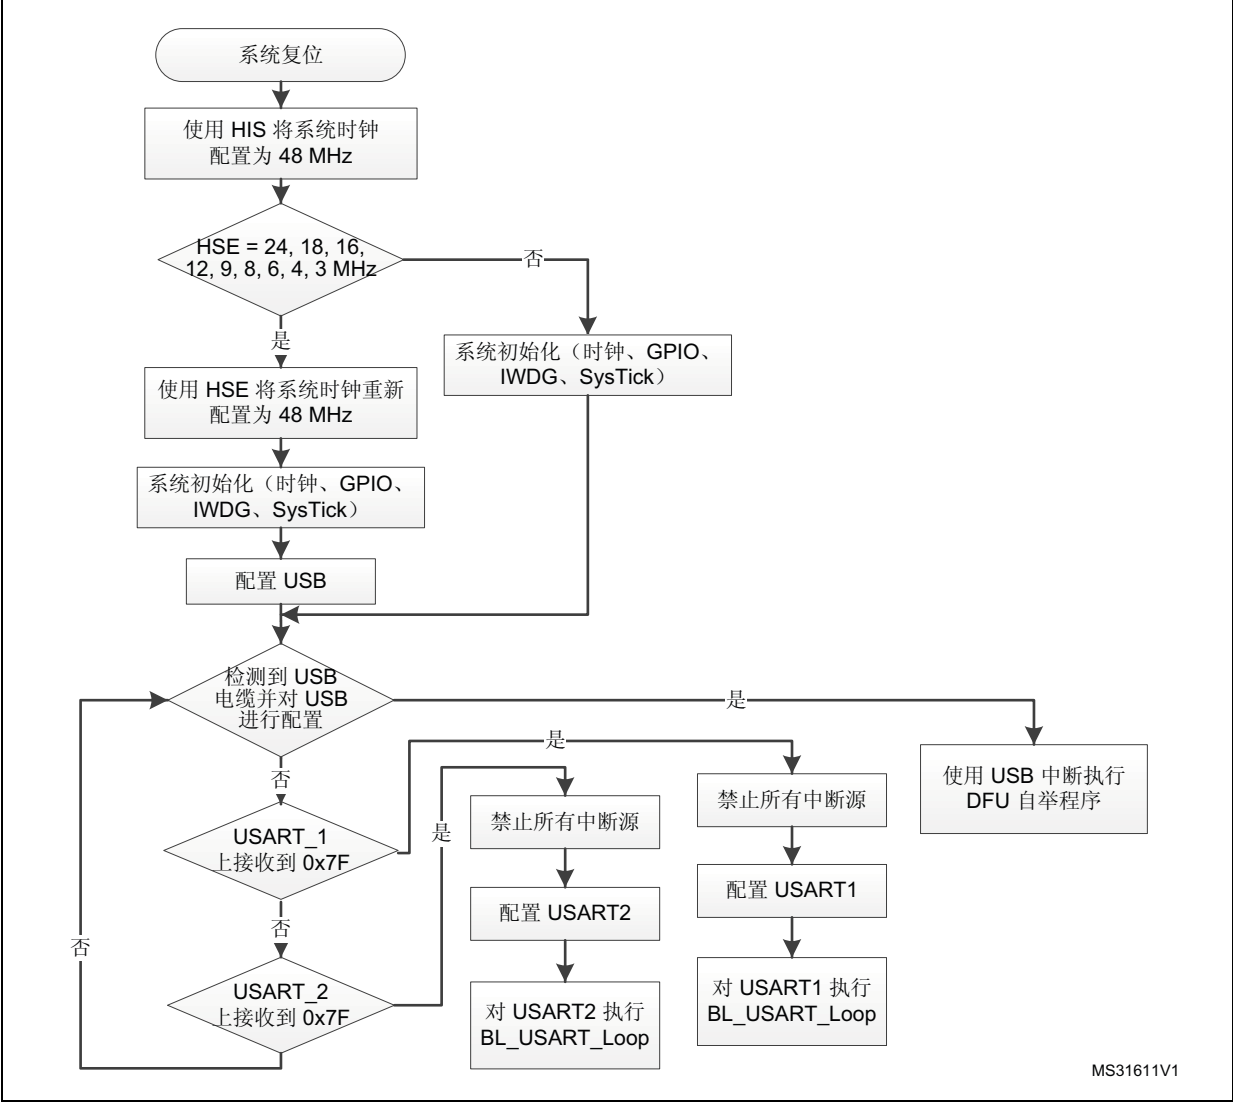 系统复位
使用 HIS 将系统时钟
配置为 48 MHz
HSE = 24, 18, 16,
12, 9, 8, 6, 4, 3 MHz
否
是
系统初始化（时钟、GPIO、
IWDG、SysTick）
使用 HSE 将系统时钟重新
配置为 48 MHz
系统初始化（时钟、GPIO、
IWDG、SysTick）
配置 USB
检测到 USB
电缆并对 USB
进行配置
是
否
是
使用 USB 中断执行
DFU 自举程序
禁止所有中断源
禁止所有中断源
是
USART_1
上接收到 0x7F
配置 USART1
配置 USART2
否
否
USART_2
上接收到 0x7F
对 USART1 执行
BL_USART_Loop
对 USART2 执行
BL_USART_Loop
MS31611V1